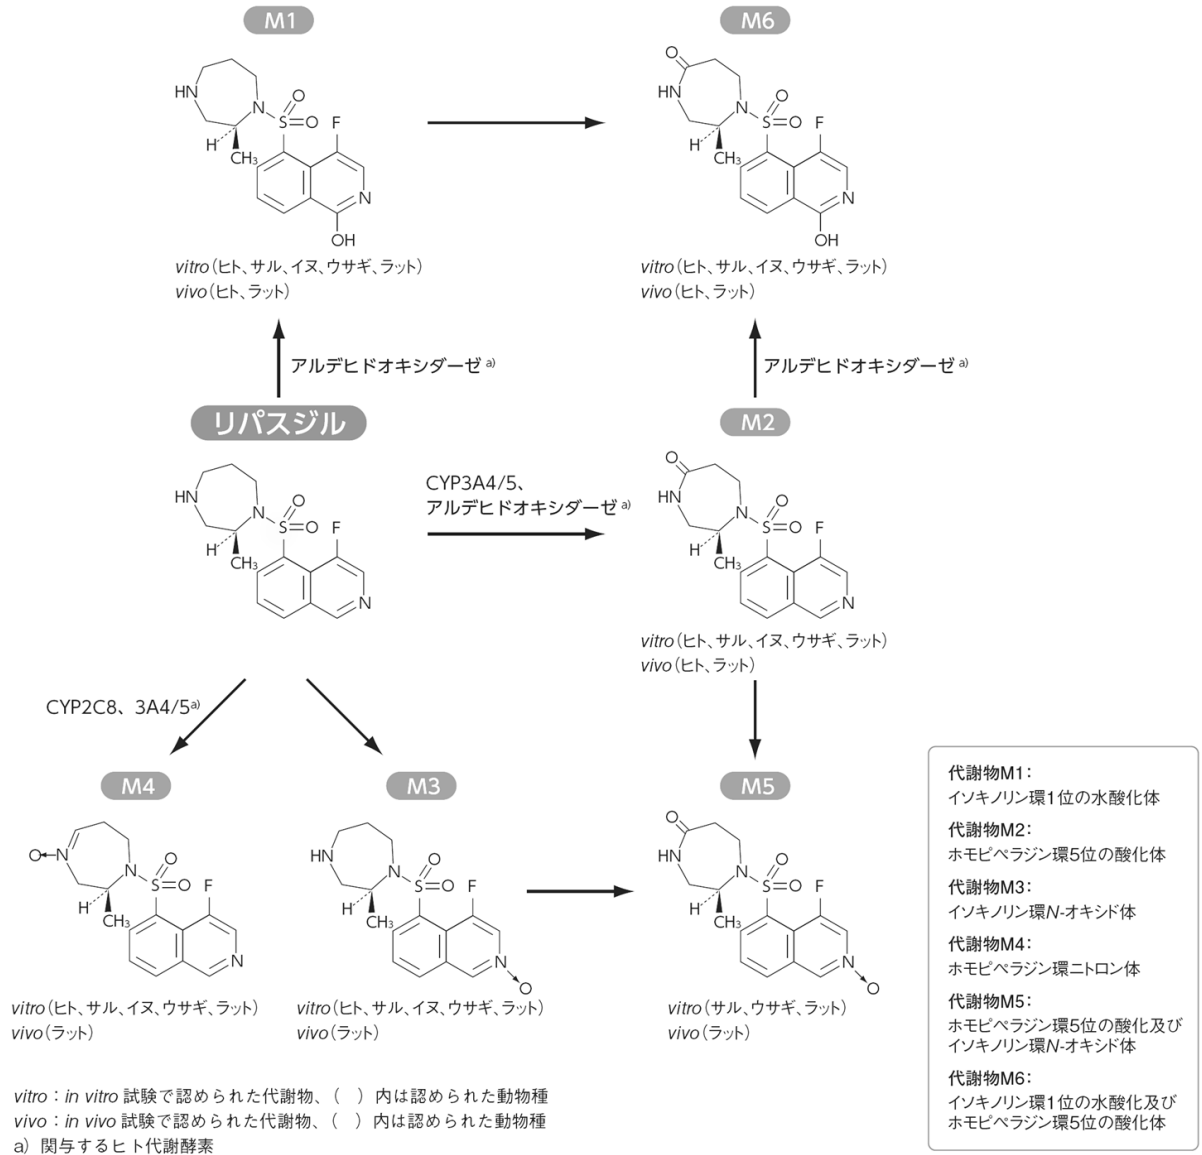 M1
M6
HN
N
S
O
O
F
H
CH₃
N
OH
O
HN
N
S
O
O
F
H
CH₃
N
OH
vitro（ヒト、サル、イヌ、ウサギ、ラット）
vivo（ヒト、ラット）
vitro（ヒト、サル、イヌ、ウサギ、ラット）
vivo（ヒト、ラット）
アルデヒドオキシダーゼ a)
アルデヒドオキシダーゼ a)
リパスジル
M2
HN
N
S
O
O
F
H
CH₃
N
CYP3A4/5、
アルデヒドオキシダーゼ a)
O
HN
N
S
O
O
F
H
CH₃
N
vitro（ヒト、サル、イヌ、ウサギ、ラット）
vivo（ヒト、ラット）
CYP2C8、3A4/5a)
M4
M3
M5
O
N
N
S
O
O
F
H
CH₃
N
HN
N
S
O
O
F
H
CH₃
N
O
O
HN
N
S
O
O
F
H
CH₃
N
O
vitro（ヒト、サル、イヌ、ウサギ、ラット）
vivo（ラット）
vitro（ヒト、サル、イヌ、ウサギ、ラット）
vivo（ラット）
vitro（サル、ウサギ、ラット）
vivo（ラット）
代謝物M1：
イソキノリン環1位の水酸化体
代謝物M2：
ホモピペラジン環5位の酸化体
代謝物M3：
イソキノリン環N-オキシド体
代謝物M4：
ホモピペラジン環ニトロン体
代謝物M5：
ホモピペラジン環5位の酸化及び
イソキノリン環N-オキシド体
代謝物M6：
イソキノリン環1位の水酸化及び
ホモピペラジン環5位の酸化体
vitro：in vitro 試験で認められた代謝物、（　）内は認められた動物種
vivo：in vivo 試験で認められた代謝物、（　）内は認められた動物種
a）関与するヒト代謝酵素